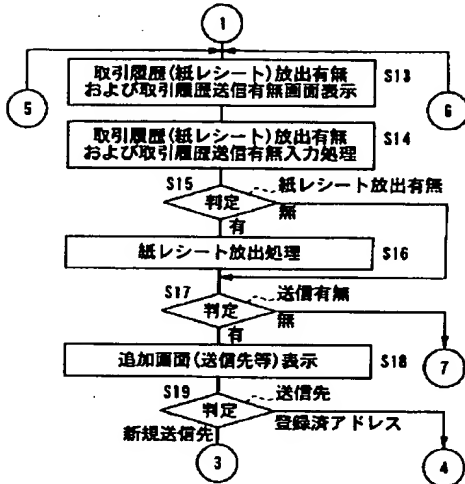 1
取引履歴(紙レシート)放出有無
および取引履歴送信有無画面表示
S13
5
6
取引履歴(紙レシート)放出有無
および取引履歴送信有無入力処理
S14
S15
紙レシート放出有無
判定
無
有
紙レシート放出処理
S16
S17
送信有無
判定
無
有
7
追加画面(送信先等)表示
S18
S19
送信先
判定
新規送信先
登録済アドレス
3
4